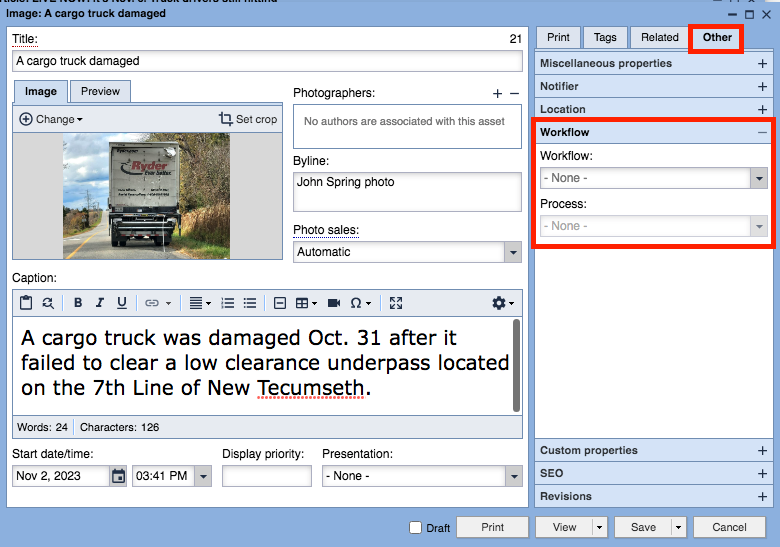 Image: A cargo truck damaged
Title: 21
A cargo truck damaged
Image Preview
Change Set crop
Ryder
Ever better.
Photographers: + −
No authors are associated with this asset
Byline:
John Spring photo
Photo sales:
Automatic
Caption:
B I U
A cargo truck was damaged Oct. 31 after it
failed to clear a low clearance underpass located
on the 7th Line of New Tecumseth.
Words: 24 Characters: 126
Start date/time: Display priority: Presentation:
Nov 2, 2023 03:41 PM - None -
Print Tags Related Other
Miscellaneous properties +
Notifier +
Location +
Workflow −
Workflow:
- None -
Process:
- None -
Custom properties +
SEO +
Revisions +
Draft Print View Save Cancel